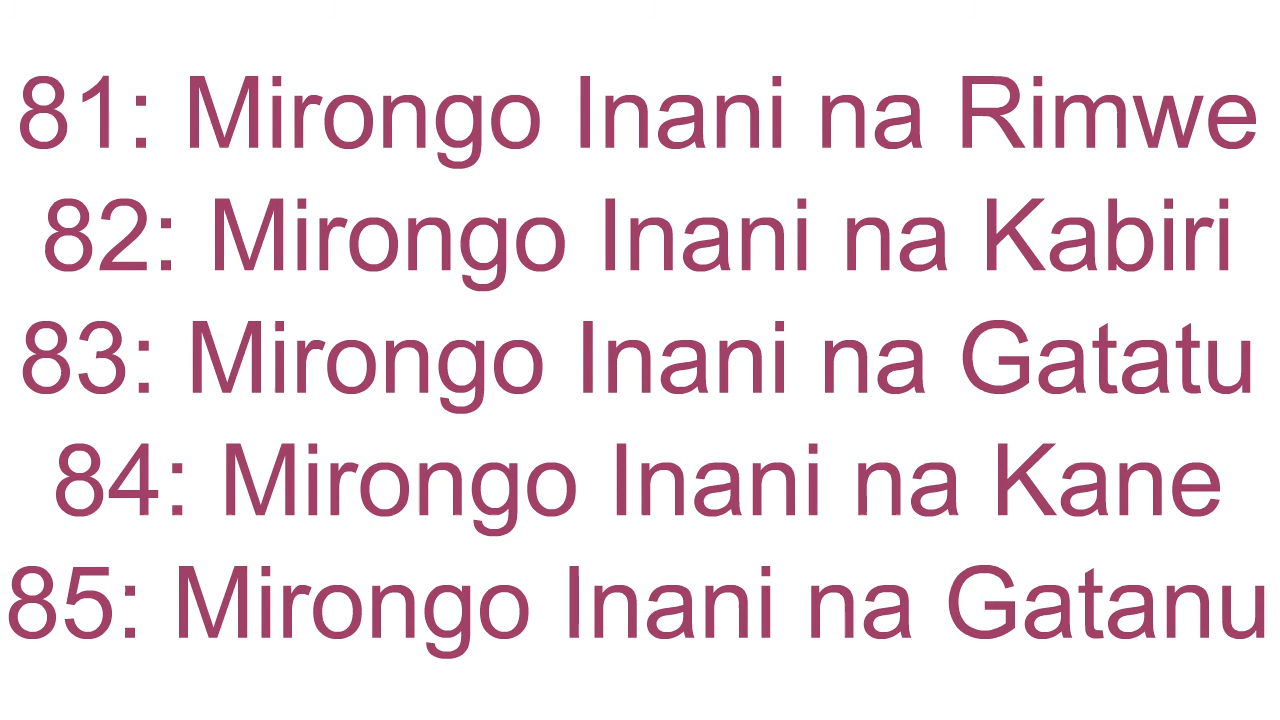 81: Mirongo Inani na Rimwe
82: Mirongo Inani na Kabiri
83: Mirongo Inani na Gatatu
84: Mirongo Inani na Kane
85: Mirongo Inani na Gatanu